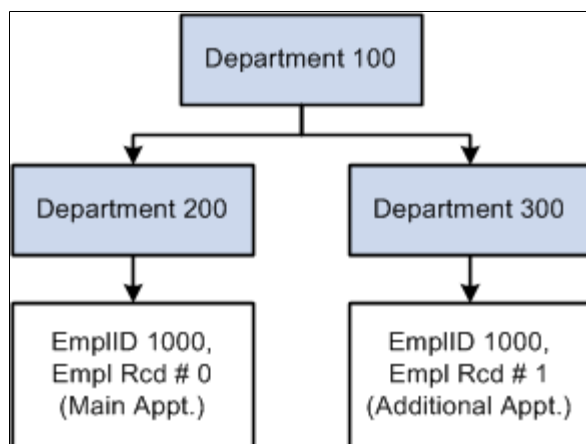 Department 100
Department 200
Department 300
EmplID 1000,
Empl Rcd # 0
(Main Appt.)
EmplID 1000,
Empl Rcd # 1
(Additional Appt.)